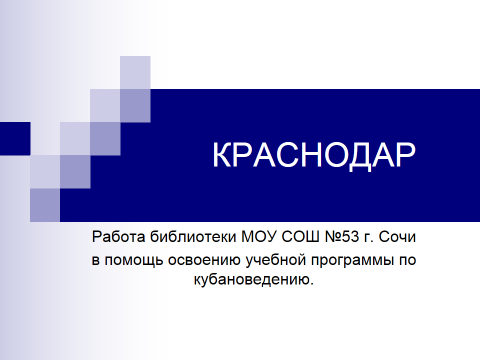 КРАСНОДАР
Работа библиотеки МОУ СОШ №53 г. Сочи
в помощь освоению учебной программы по
кубановедению.